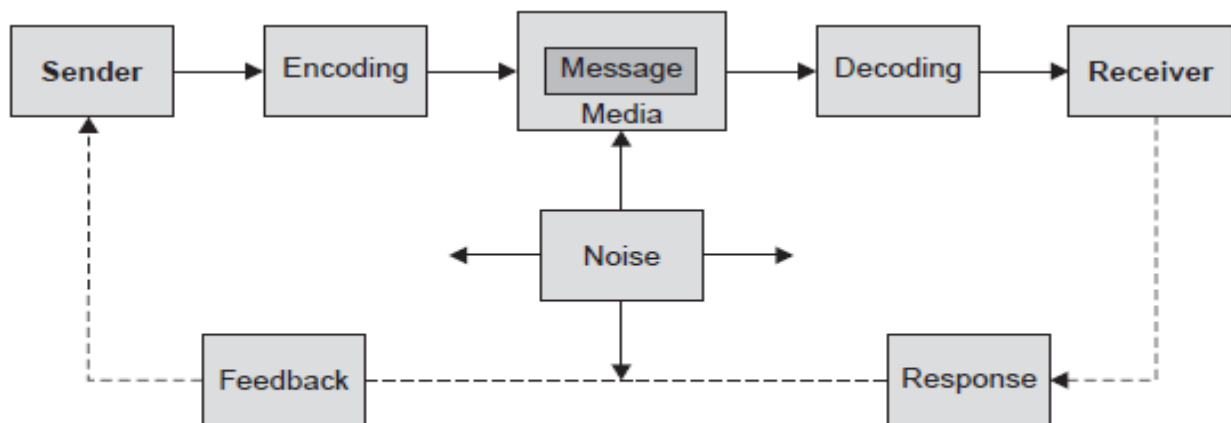 Sender
Encoding
Message
Media
Decoding
Receiver
Noise
Feedback
Response